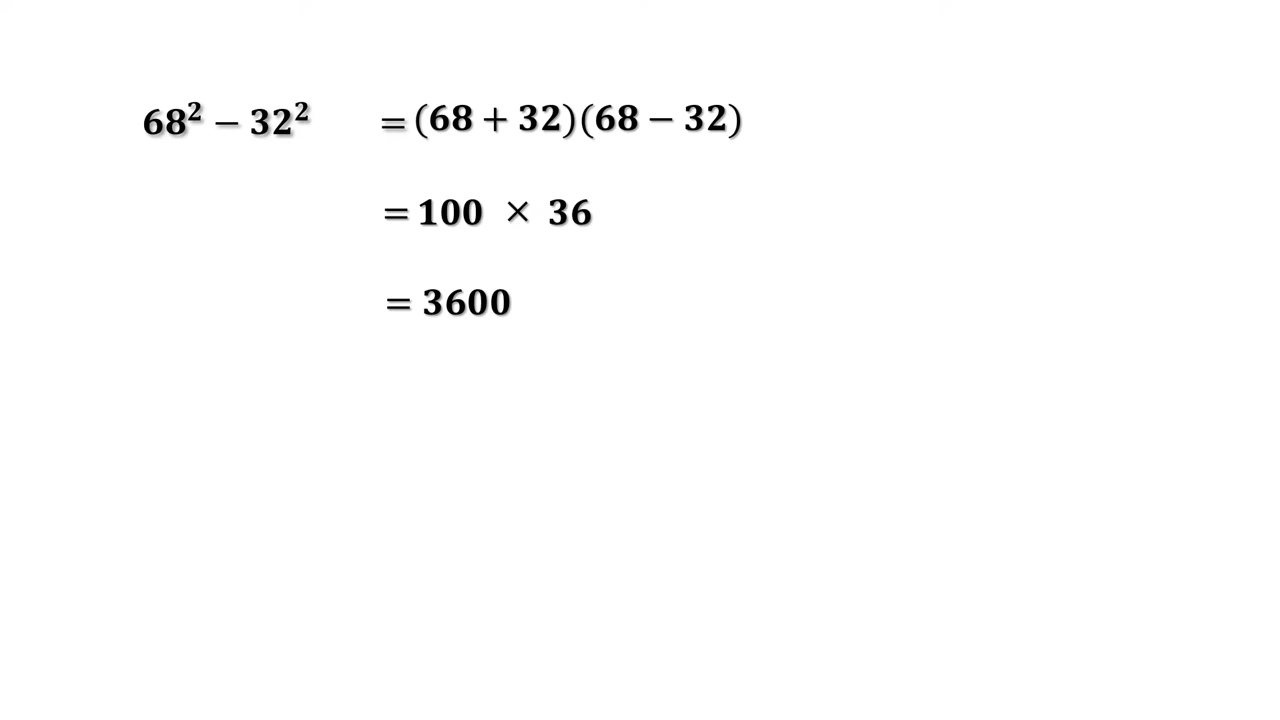 68² − 32² = (68 + 32)(68 − 32)
= 100 × 36
= 3600